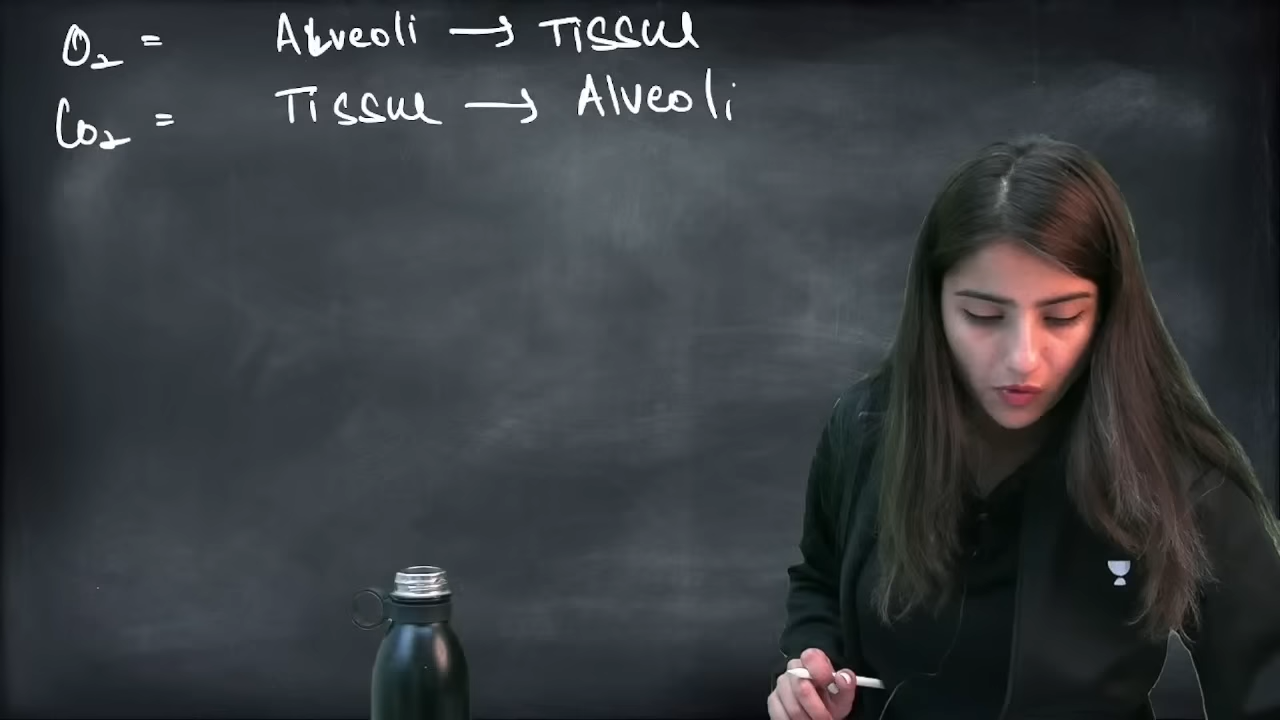 O₂ = Alveoli → Tissue
Co₂ = Tissue → Alveoli